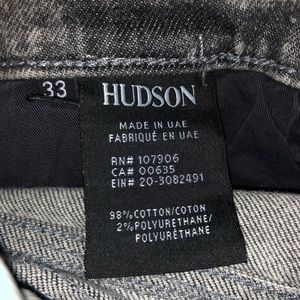 33
HUDSON
MADE IN UAE
FABRIQUÉ EN UAE
RN# 107906
CA# 00635
EIN# 20-3082491
98% COTTON/COTON
2% POLYURETHANE/
POLYURÉTHANE